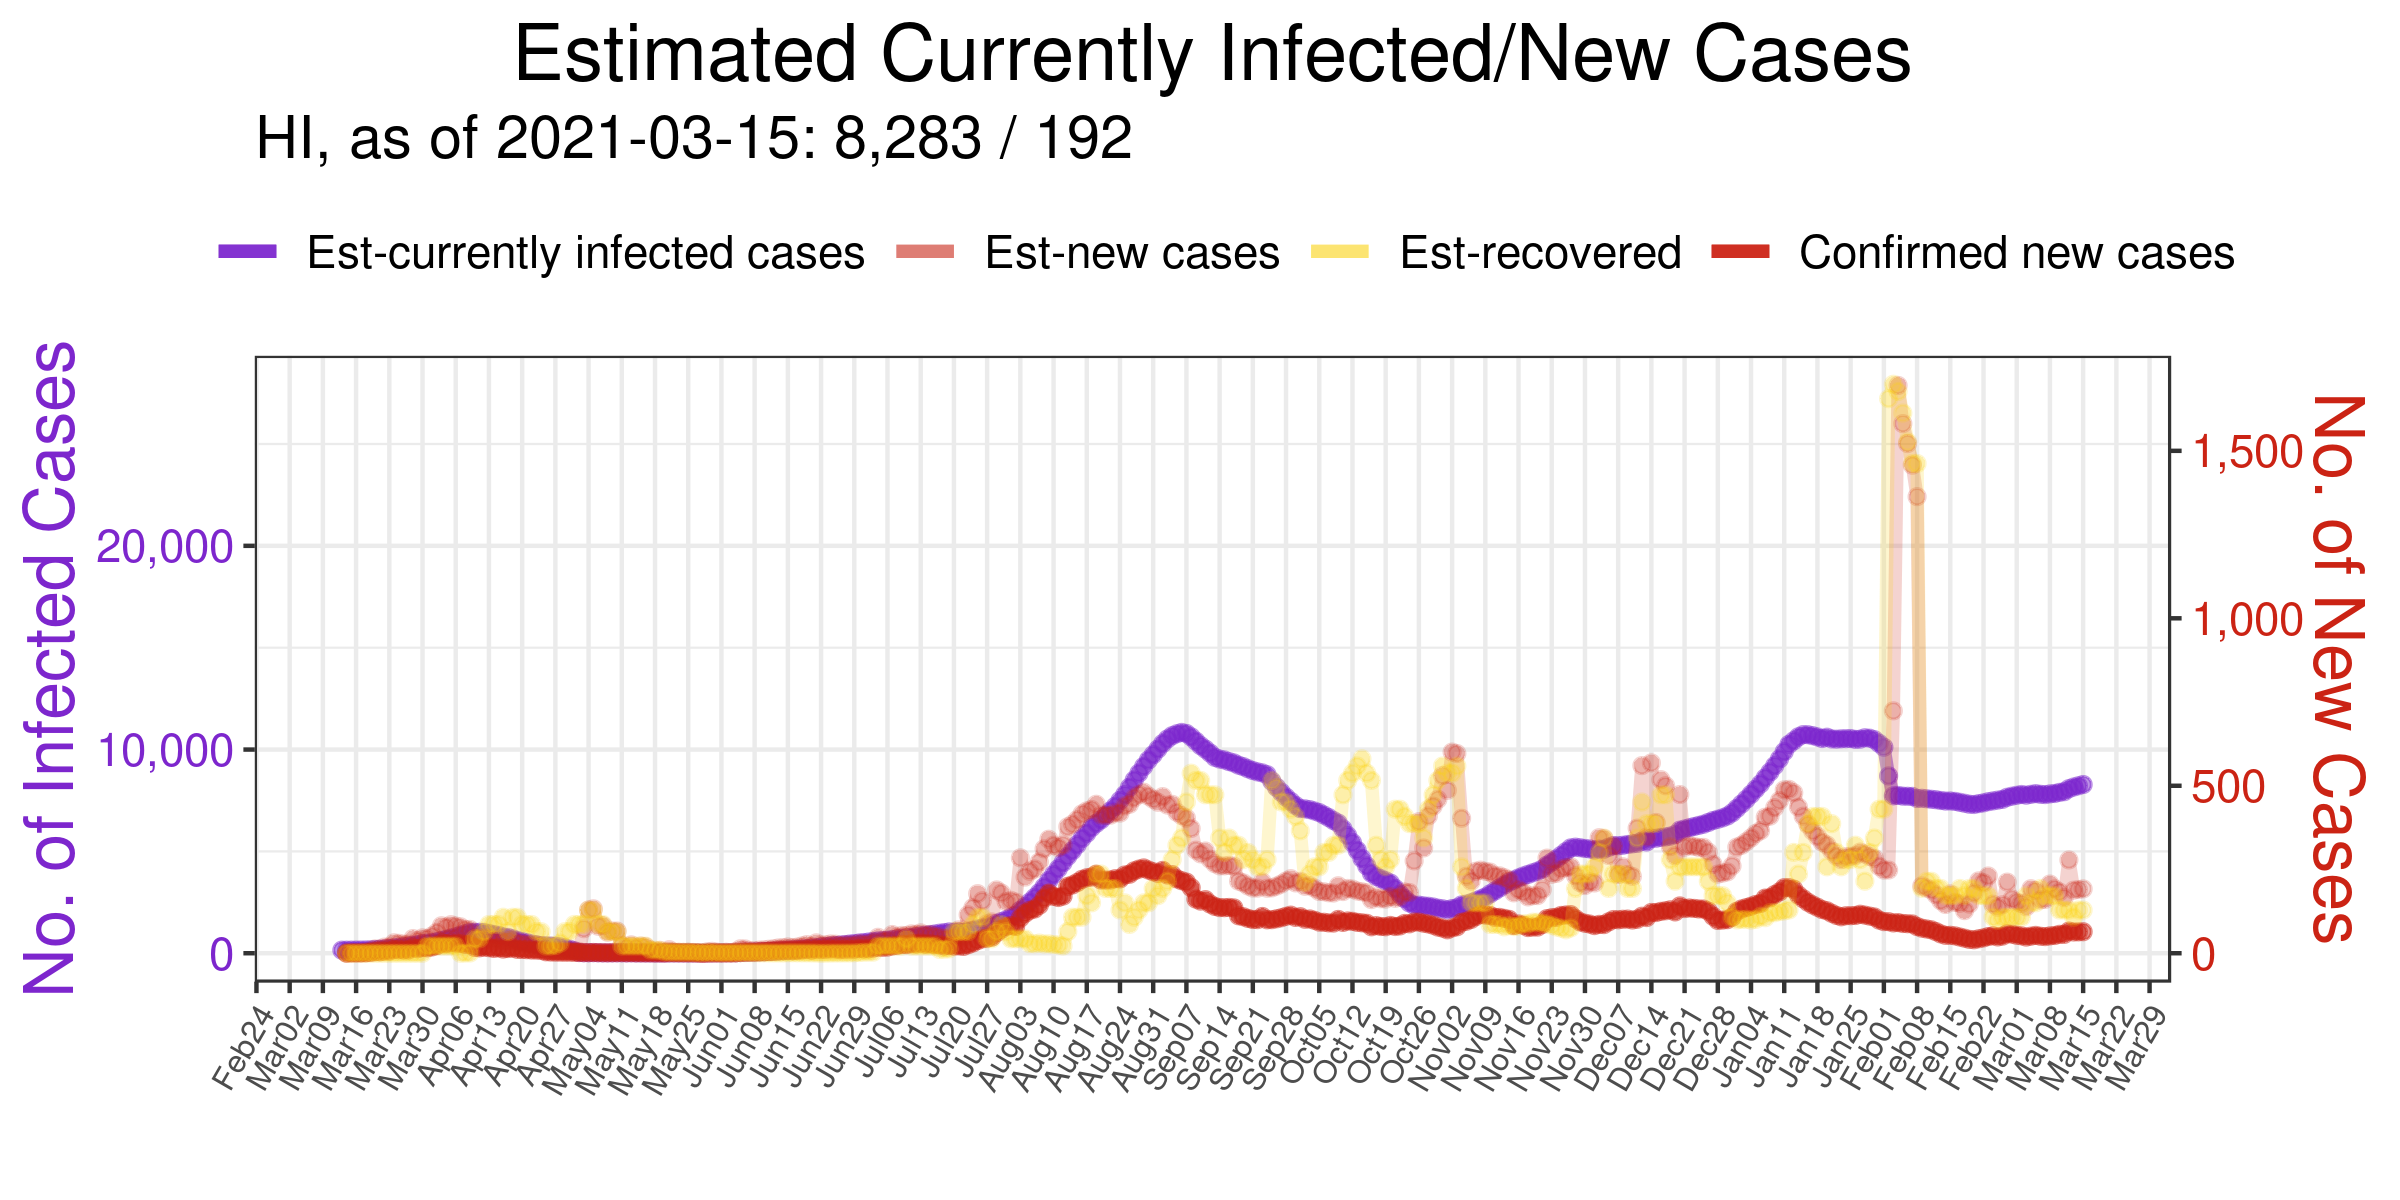 Estimated Currently Infected/New Cases
HI, as of 2021-03-15: 8,283 / 192
Est-currently infected cases
Est-new cases
Est-recovered
Confirmed new cases
No. of Infected Cases
20,000
10,000
0
1,500
1,000
500
0
No. of New Cases
Feb24
Mar02
Mar09
Mar16
Mar23
Mar30
Apr06
Apr13
Apr20
Apr27
May04
May11
May18
May25
Jun01
Jun08
Jun15
Jun22
Jun29
Jul06
Jul13
Jul20
Jul27
Aug03
Aug10
Aug17
Aug24
Aug31
Sep07
Sep14
Sep21
Sep28
Oct05
Oct12
Oct19
Oct26
Nov02
Nov09
Nov16
Nov23
Nov30
Dec07
Dec14
Dec21
Dec28
Jan04
Jan11
Jan18
Jan25
Feb01
Feb08
Feb15
Feb22
Mar01
Mar08
Mar15
Mar22
Mar29